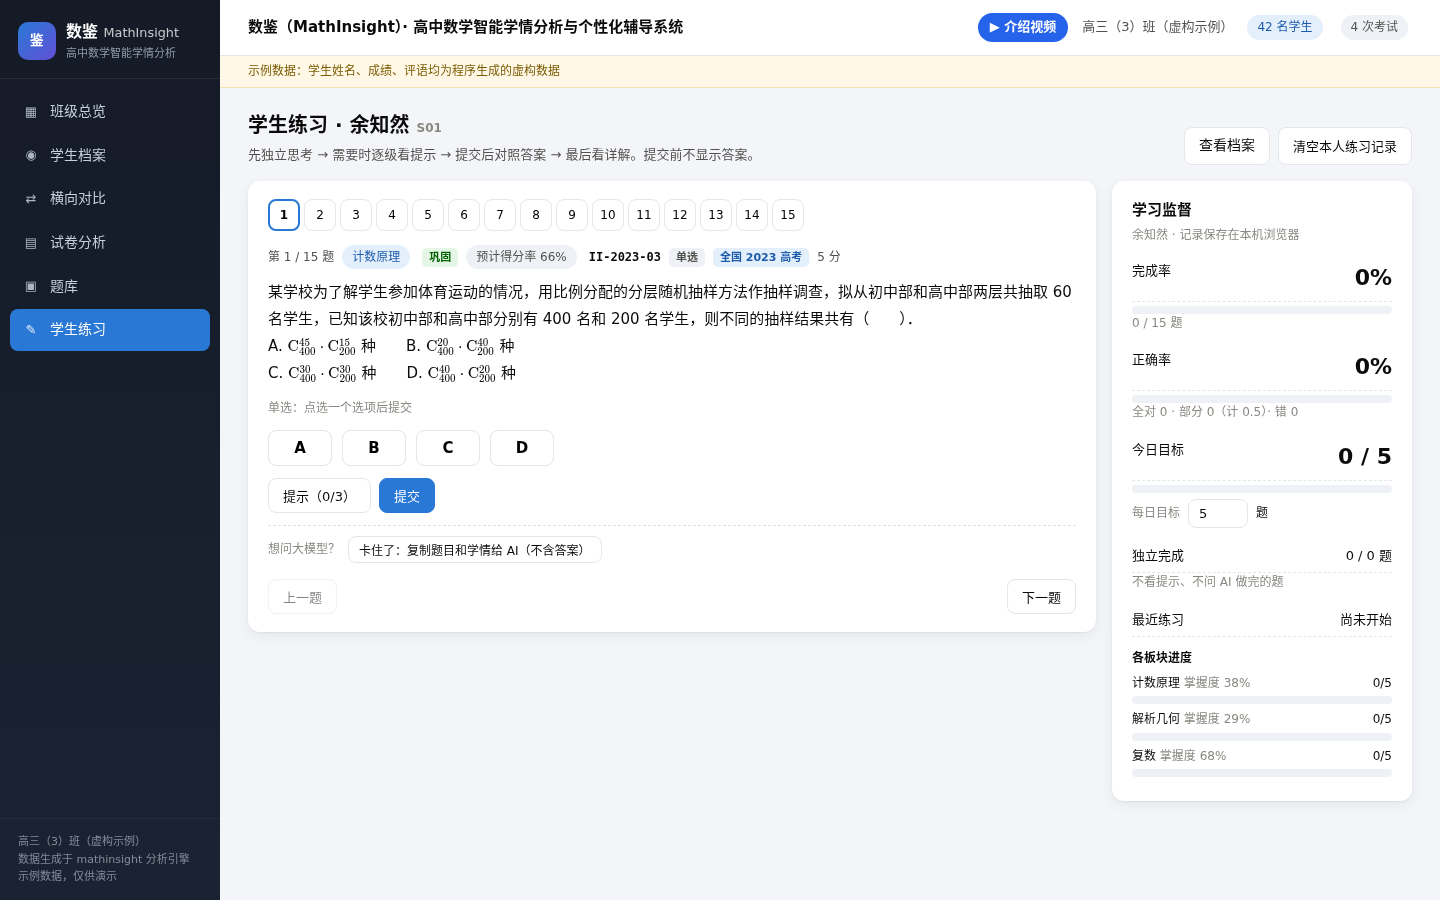 鉴
数鉴 MathInsight
高中数学智能学情分析
班级总览
学生档案
横向对比
试卷分析
题库
学生练习
高三（3）班（虚构示例）
数据生成于 mathinsight 分析引擎
示例数据，仅供演示
数鉴（MathInsight）· 高中数学智能学情分析与个性化辅导系统
▶ 介绍视频 高三（3）班（虚构示例） 42 名学生 4 次考试
示例数据：学生姓名、成绩、评语均为程序生成的虚构数据
学生练习 · 余知然 S01
先独立思考 → 需要时逐级看提示 → 提交后对照答案 → 最后看详解。提交前不显示答案。
查看档案 清空本人练习记录
1 2 3 4 5 6 7 8 9 10 11 12 13 14 15
第 1 / 15 题 计数原理 巩固 预计得分率 66% II-2023-03 单选 全国 2023 高考 5 分
某学校为了解学生参加体育运动的情况，用比例分配的分层随机抽样方法作抽样调查，拟从初中部和高中部两层共抽取 60
名学生，已知该校初中部和高中部分别有 400 名和 200 名学生，则不同的抽样结果共有（　　）．
A. C_{400}^{45} · C_{200}^{15} 种 B. C_{400}^{20} · C_{200}^{40} 种
C. C_{400}^{30} · C_{200}^{30} 种 D. C_{400}^{40} · C_{200}^{20} 种
单选：点选一个选项后提交
A B C D
提示（0/3） 提交
想问大模型？ 卡住了：复制题目和学情给 AI（不含答案）
上一题 下一题
学习监督
余知然 · 记录保存在本机浏览器
完成率 0%
0 / 15 题
正确率 0%
全对 0 · 部分 0（计 0.5）· 错 0
今日目标 0 / 5
每日目标 5 题
独立完成 0 / 0 题
不看提示、不问 AI 做完的题
最近练习 尚未开始
各板块进度
计数原理 掌握度 38% 0/5
解析几何 掌握度 29% 0/5
复数 掌握度 68% 0/5